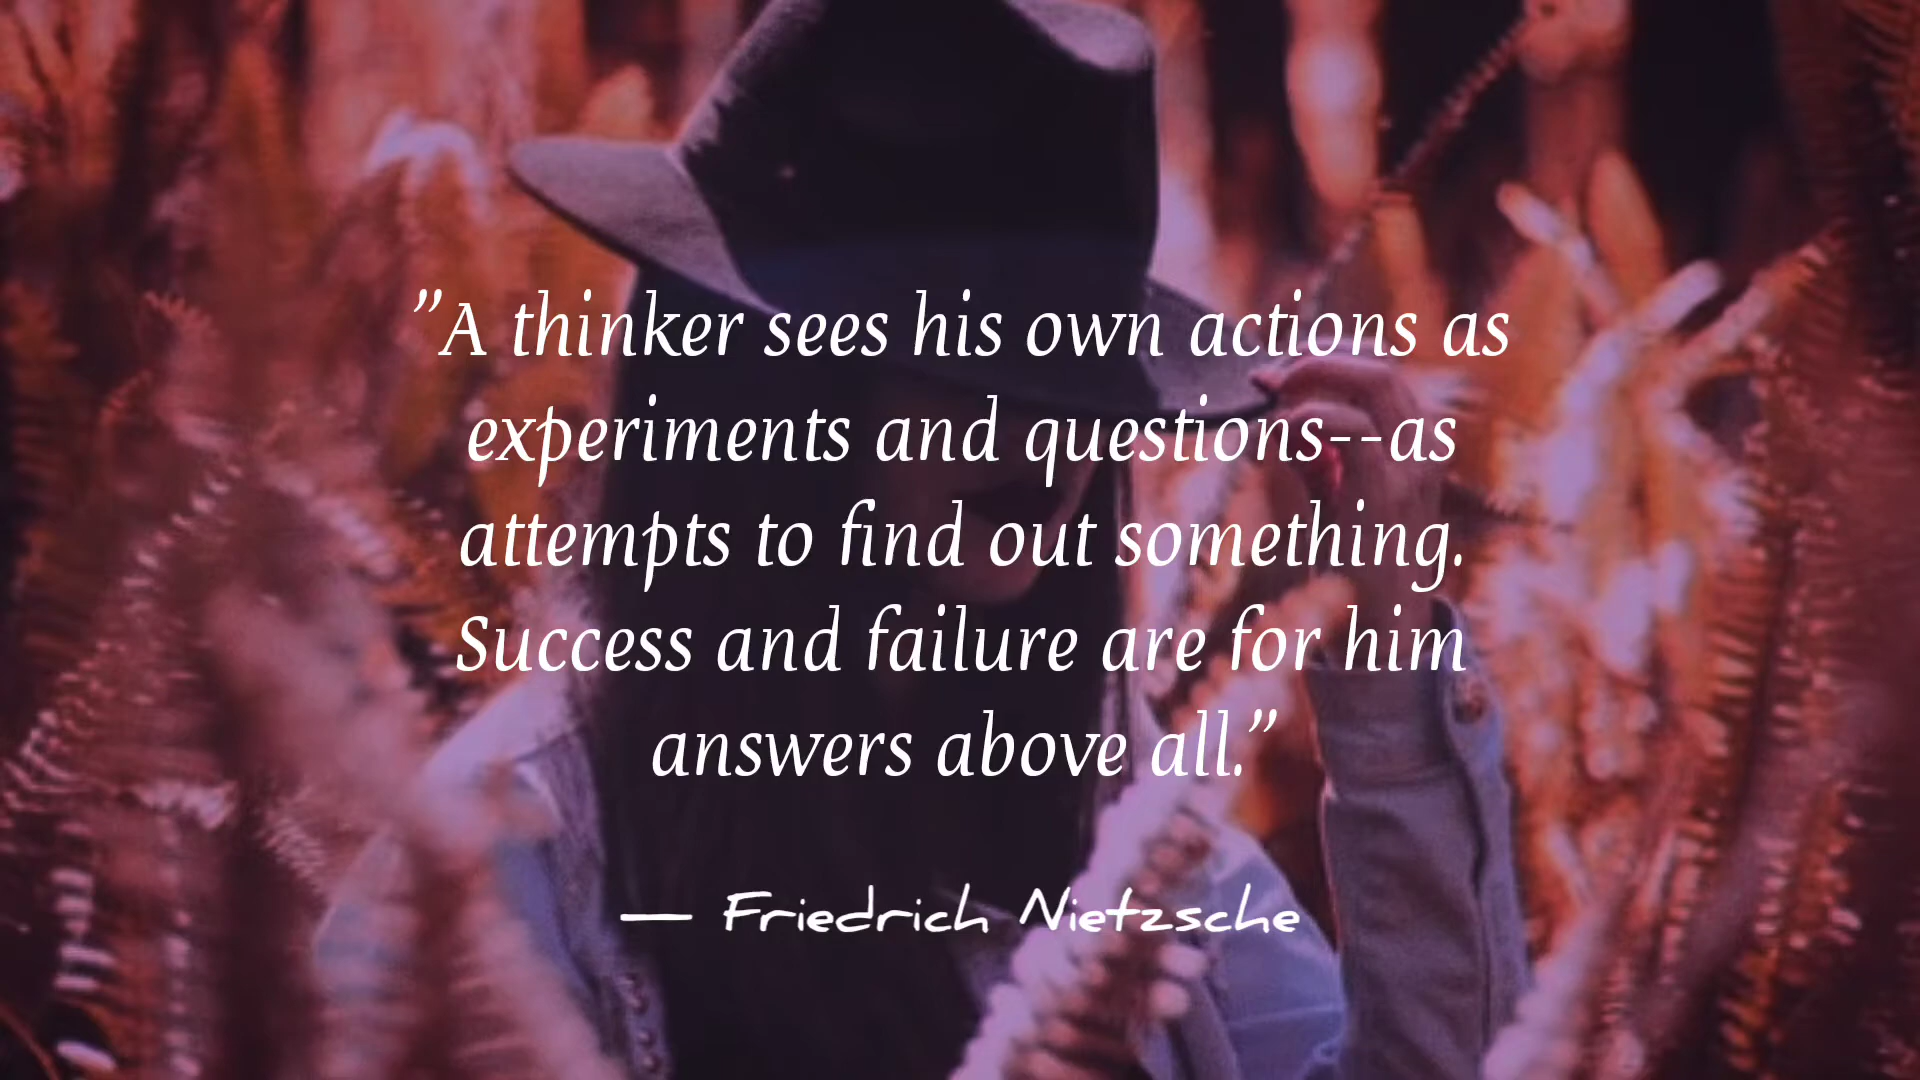 ”A thinker sees his own actions as
experiments and questions--as
attempts to find out something.
Success and failure are for him
answers above all.”
— Friedrich Nietzsche